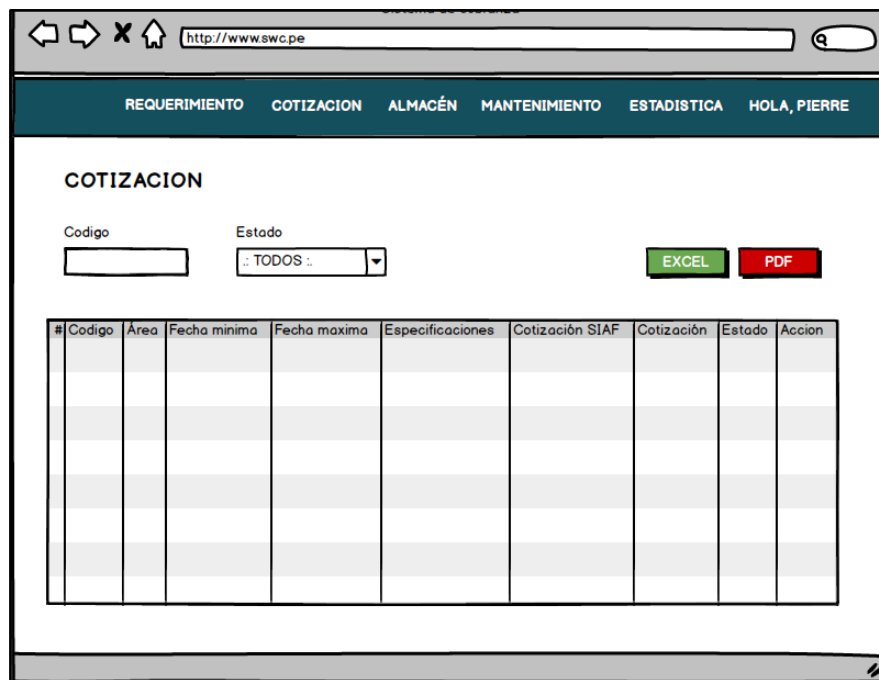 http://www.swc.pe
REQUERIMIENTO COTIZACION ALMACÉN MANTENIMIENTO ESTADISTICA HOLA, PIERRE
COTIZACION
Codigo Estado
.: TODOS :. EXCEL PDF
# Codigo Área Fecha minima Fecha maxima Especificaciones Cotización SIAF Cotización Estado Accion